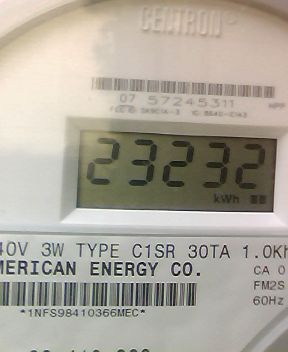 CENTRON
07 57245311
23232
kWh
40V 3W TYPE C1SR 30TA 1.0Kh
MERICAN ENERGY CO.
CA 0
FM2S
60Hz
*1NFS98410366MEC*